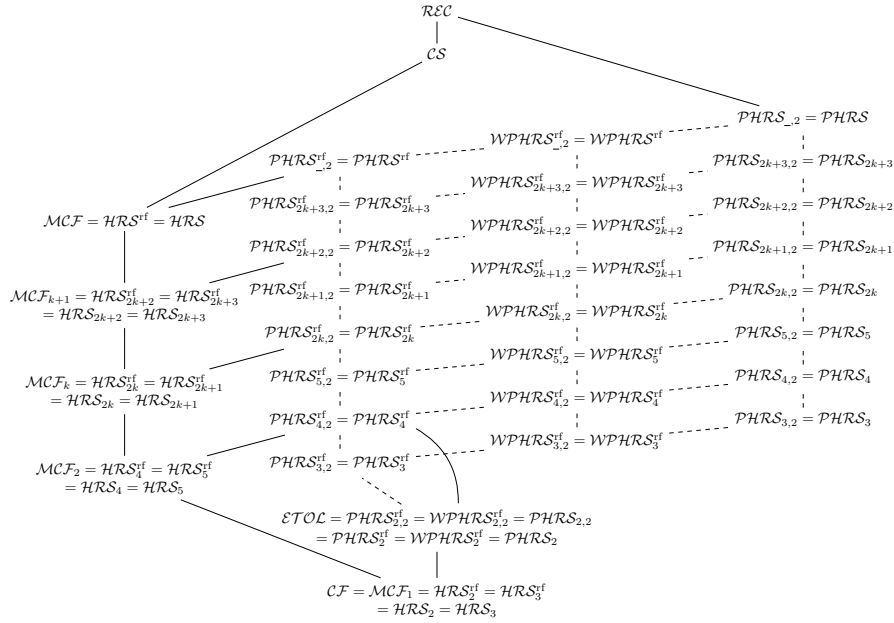 REC
CS
PHRS_{_,2} = PHRS
WPHRS^{rf}_{_,2} = WPHRS^{rf}
PHRS^{rf}_{_,2} = PHRS^{rf}
PHRS_{2k+3,2} = PHRS_{2k+3}
WPHRS^{rf}_{2k+3,2} = WPHRS^{rf}_{2k+3}
PHRS^{rf}_{2k+3,2} = PHRS^{rf}_{2k+3}
PHRS_{2k+2,2} = PHRS_{2k+2}
MCF = HRS^{rf} = HRS
WPHRS^{rf}_{2k+2,2} = WPHRS^{rf}_{2k+2}
PHRS^{rf}_{2k+2,2} = PHRS^{rf}_{2k+2}
PHRS_{2k+1,2} = PHRS_{2k+1}
WPHRS^{rf}_{2k+1,2} = WPHRS^{rf}_{2k+1}
PHRS^{rf}_{2k+1,2} = PHRS^{rf}_{2k+1}
PHRS_{2k,2} = PHRS_{2k}
MCF_{k+1} = HRS^{rf}_{2k+2} = HRS^{rf}_{2k+3}
= HRS_{2k+2} = HRS_{2k+3}
WPHRS^{rf}_{2k,2} = WPHRS^{rf}_{2k}
PHRS^{rf}_{2k,2} = PHRS^{rf}_{2k}
PHRS_{5,2} = PHRS_5
WPHRS^{rf}_{5,2} = WPHRS^{rf}_5
PHRS^{rf}_{5,2} = PHRS^{rf}_5
PHRS_{4,2} = PHRS_4
MCF_k = HRS^{rf}_{2k} = HRS^{rf}_{2k+1}
= HRS_{2k} = HRS_{2k+1}
WPHRS^{rf}_{4,2} = WPHRS^{rf}_4
PHRS^{rf}_{4,2} = PHRS^{rf}_4
PHRS_{3,2} = PHRS_3
WPHRS^{rf}_{3,2} = WPHRS^{rf}_3
PHRS^{rf}_{3,2} = PHRS^{rf}_3
MCF_2 = HRS^{rf}_4 = HRS^{rf}_5
= HRS_4 = HRS_5
ETOL = PHRS^{rf}_{2,2} = WPHRS^{rf}_{2,2} = PHRS_{2,2}
= PHRS^{rf}_2 = WPHRS^{rf}_2 = PHRS_2
CF = MCF_1 = HRS^{rf}_2 = HRS^{rf}_3
= HRS_2 = HRS_3